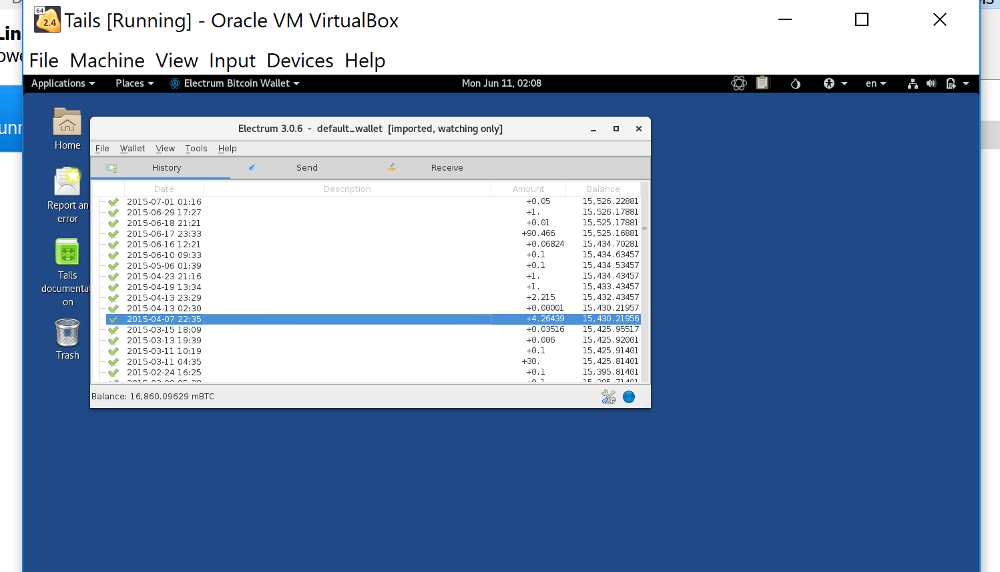 64
2.4
Tails [Running] - Oracle VM VirtualBox
File Machine View Input Devices Help
Applications Places Electrum Bitcoin Wallet Mon Jun 11, 02:08 en
Home
Report an
error
Tails
documentat
on
Trash
Electrum 3.0.6 - default_wallet [imported, watching only]
File Wallet View Tools Help
History Send Receive
Date Description Amount Balance
2015-07-01 01:16 +0.05 15,526.22881
2015-06-29 17:27 +1. 15,526.17881
2015-06-18 21:21 +0.01 15,525.17881
2015-06-17 23:33 +90.466 15,525.16881
2015-06-16 12:21 +0.06824 15,434.70281
2015-06-10 09:33 +0.1 15,434.63457
2015-05-06 01:39 +0.1 15,434.53457
2015-04-23 21:16 +1. 15,434.43457
2015-04-19 13:34 +1. 15,433.43457
2015-04-13 23:29 +2.215 15,432.43457
2015-04-13 02:30 +0.00001 15,430.21957
2015-04-07 22:35 +4.26439 15,430.21956
2015-03-15 18:09 +0.03516 15,425.95517
2015-03-13 19:39 +0.006 15,425.92001
2015-03-11 10:19 +0.1 15,425.91401
2015-03-11 04:35 +30. 15,425.81401
2015-02-24 16:25 +0.1 15,395.81401
Balance: 16,860.09629 mBTC